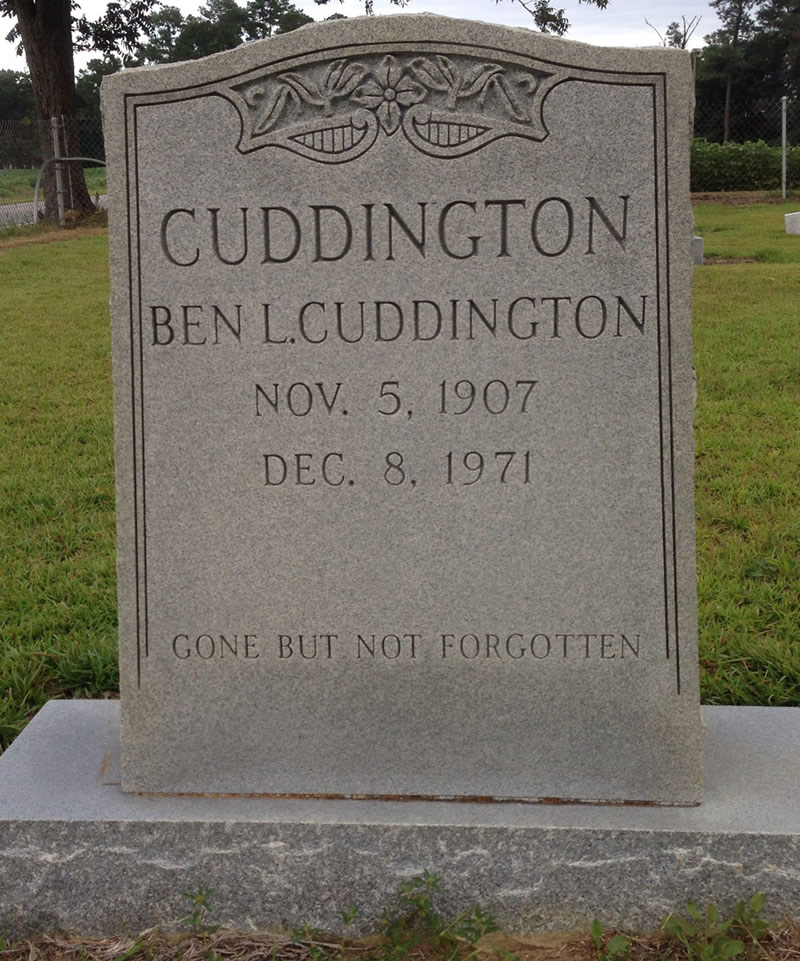 CUDDINGTON
BEN L. CUDDINGTON
NOV. 5, 1907
DEC. 8, 1971
GONE BUT NOT FORGOTTEN